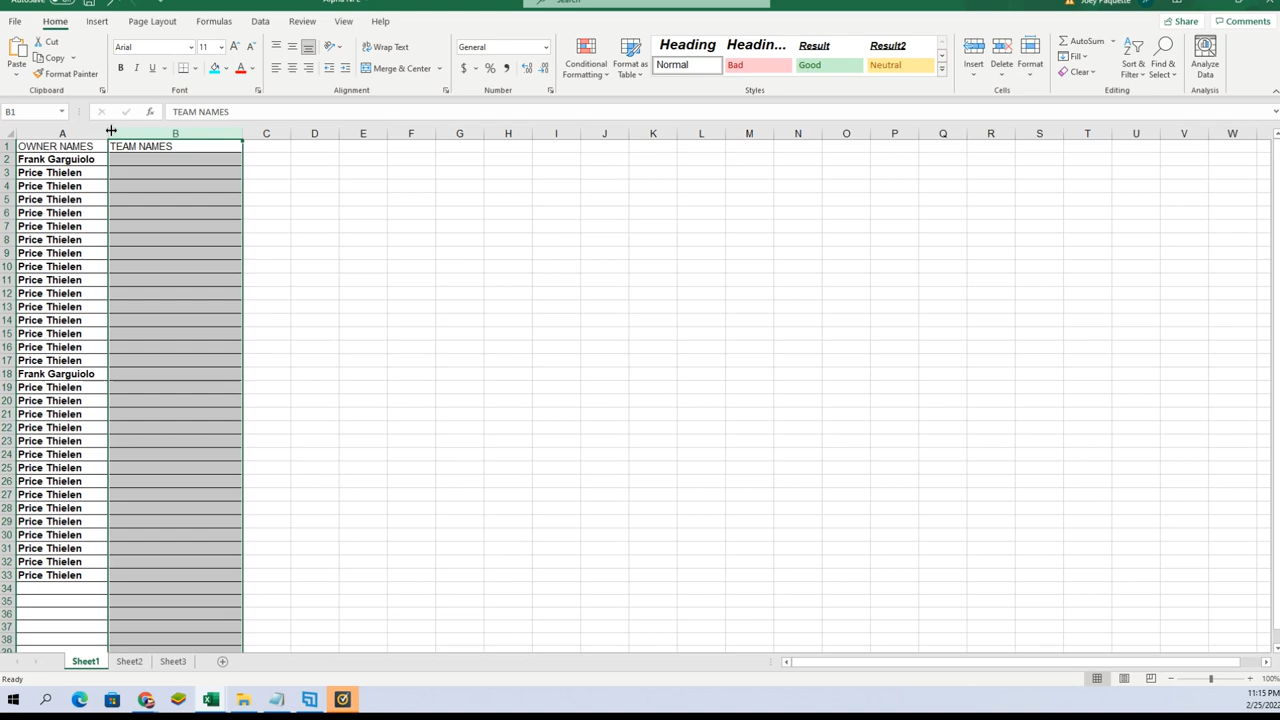 AutoSave
Search
Joey Paquette
File Home Insert Page Layout Formulas Data Review View Help Share Comments
Paste Cut Arial 11 Wrap Text General Conditional Formatting Format as Table Heading Headin... Result Result2 Insert Delete Format AutoSum Sort & Filter Find & Select Analyze Data
Copy Fill
Format Painter B I U Merge & Center $ % Normal Bad Good Neutral Clear
Clipboard Font Alignment Number Styles Cells Editing Analysis
B1 fx TEAM NAMES
A B C D E F G H I J K L M N O P Q R S T U V W
1 OWNER NAMES TEAM NAMES
2 Frank Garguiolo
3 Price Thielen
4 Price Thielen
5 Price Thielen
6 Price Thielen
7 Price Thielen
8 Price Thielen
9 Price Thielen
10 Price Thielen
11 Price Thielen
12 Price Thielen
13 Price Thielen
14 Price Thielen
15 Price Thielen
16 Price Thielen
17 Price Thielen
18 Frank Garguiolo
19 Price Thielen
20 Price Thielen
21 Price Thielen
22 Price Thielen
23 Price Thielen
24 Price Thielen
25 Price Thielen
26 Price Thielen
27 Price Thielen
28 Price Thielen
29 Price Thielen
30 Price Thielen
31 Price Thielen
32 Price Thielen
33 Price Thielen
34
35
36
37
38
39
Sheet1 Sheet2 Sheet3
Ready 100%
11:15 PM